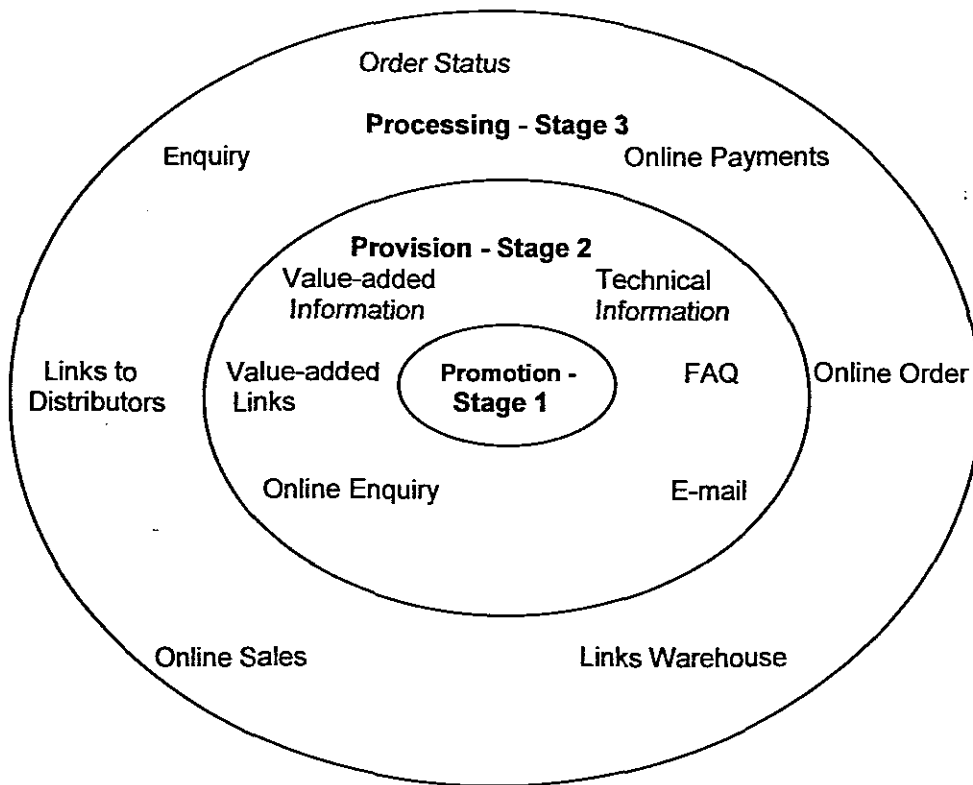 Order Status
Processing - Stage 3
Enquiry
Online Payments
Provision - Stage 2
Value-added
Information
Technical
Information
Links to
Distributors
Value-added
Links
Promotion -
Stage 1
FAQ
Online Order
Online Enquiry
E-mail
Online Sales
Links Warehouse